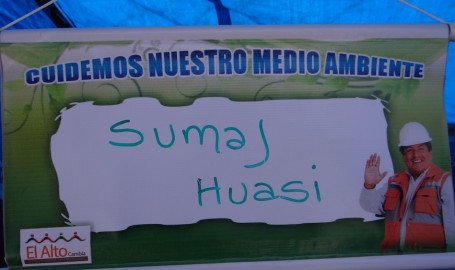 CUIDEMOS NUESTRO MEDIO AMBIENTE
Sumaj
Huasi
El Alto